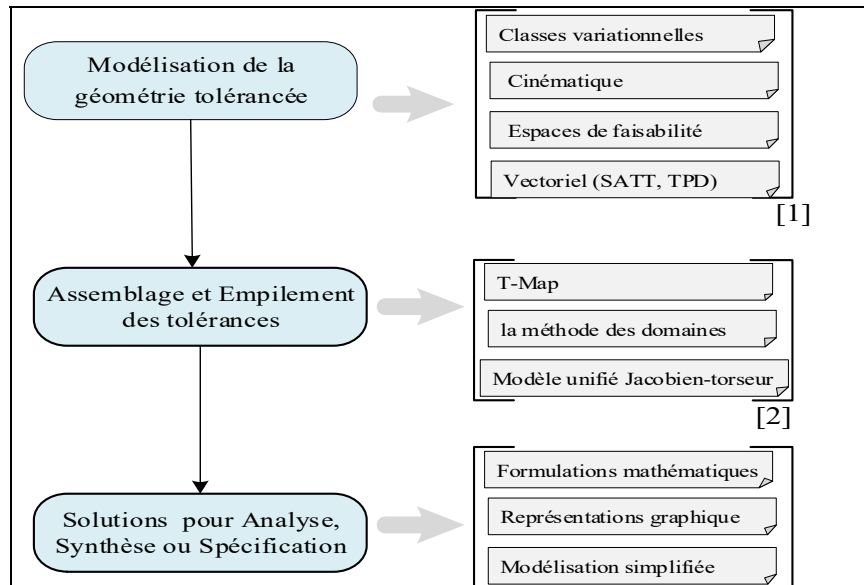 Modélisation de la
géométrie tolérancée
Classes variationnelles
Cinématique
Espaces de faisabilité
Vectoriel (SATT, TPD)
[1]
Assemblage et Empilement
des tolérances
T-Map
la méthode des domaines
Modèle unifié Jacobien-torseur
[2]
Solutions pour Analyse,
Synthèse ou Spécification
Formulations mathématiques
Représentations graphique
Modélisation simplifiée